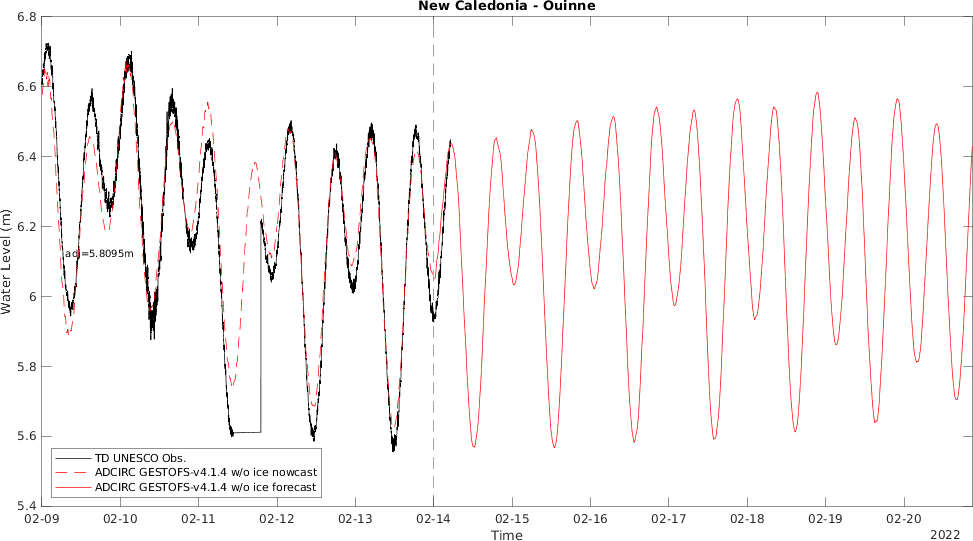 New Caledonia - Ouinne
6.8
6.6
6.4
6.2
6
5.8
5.6
5.4
Water Level (m)
adj=5.8095m
TD UNESCO Obs.
ADCIRC GESTOFS-v4.1.4 w/o ice nowcast
ADCIRC GESTOFS-v4.1.4 w/o ice forecast
02-09 02-10 02-11 02-12 02-13 02-14 02-15 02-16 02-17 02-18 02-19 02-20
Time
2022